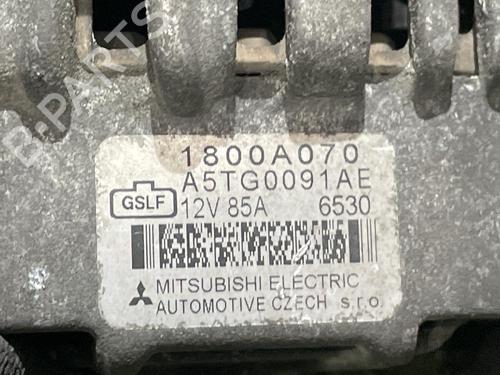 1800A070
A5TG0091AE
GSLF
12V 85A 6530
MITSUBISHI ELECTRIC
AUTOMOTIVE CZECH s.r.o.
B-PARTS